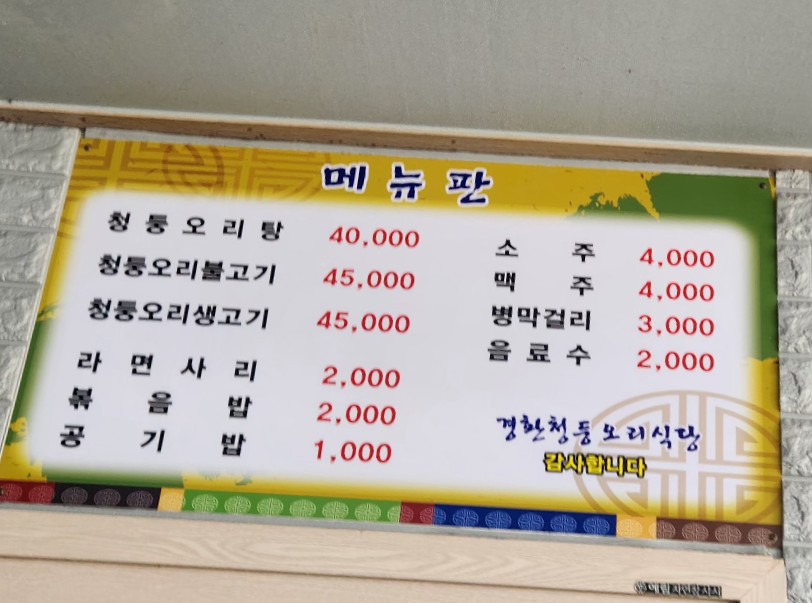 메뉴판
청둥오리탕 40,000
청둥오리불고기 45,000
청둥오리생고기 45,000
라면사리 2,000
볶음밥 2,000
공기밥 1,000
소주 4,000
맥주 4,000
병막걸리 3,000
음료수 2,000
경화청둥오리식당
감사합니다